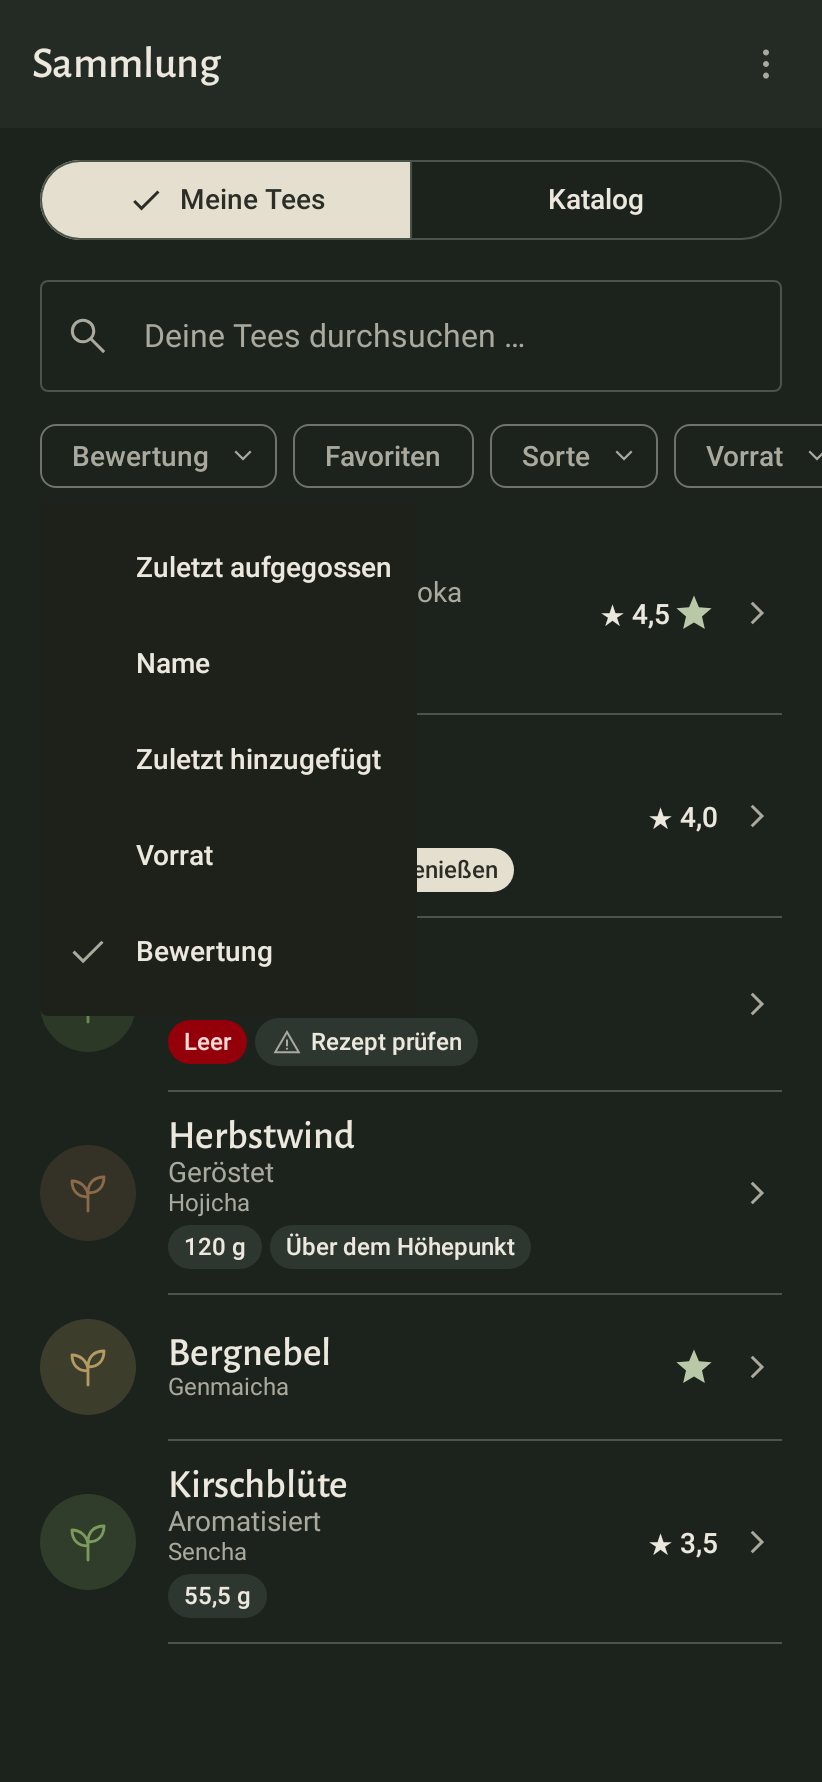 Sammlung
Meine Tees
Katalog
Deine Tees durchsuchen …
Bewertung
Favoriten
Sorte
Vorrat
Zuletzt aufgegossen
Name
Zuletzt hinzugefügt
Vorrat
Bewertung
★ 4,5
★ 4,0
Leer
Rezept prüfen
Herbstwind
Geröstet
Hojicha
120 g
Über dem Höhepunkt
Bergnebel
Genmaicha
Kirschblüte
Aromatisiert
Sencha
★ 3,5
55,5 g